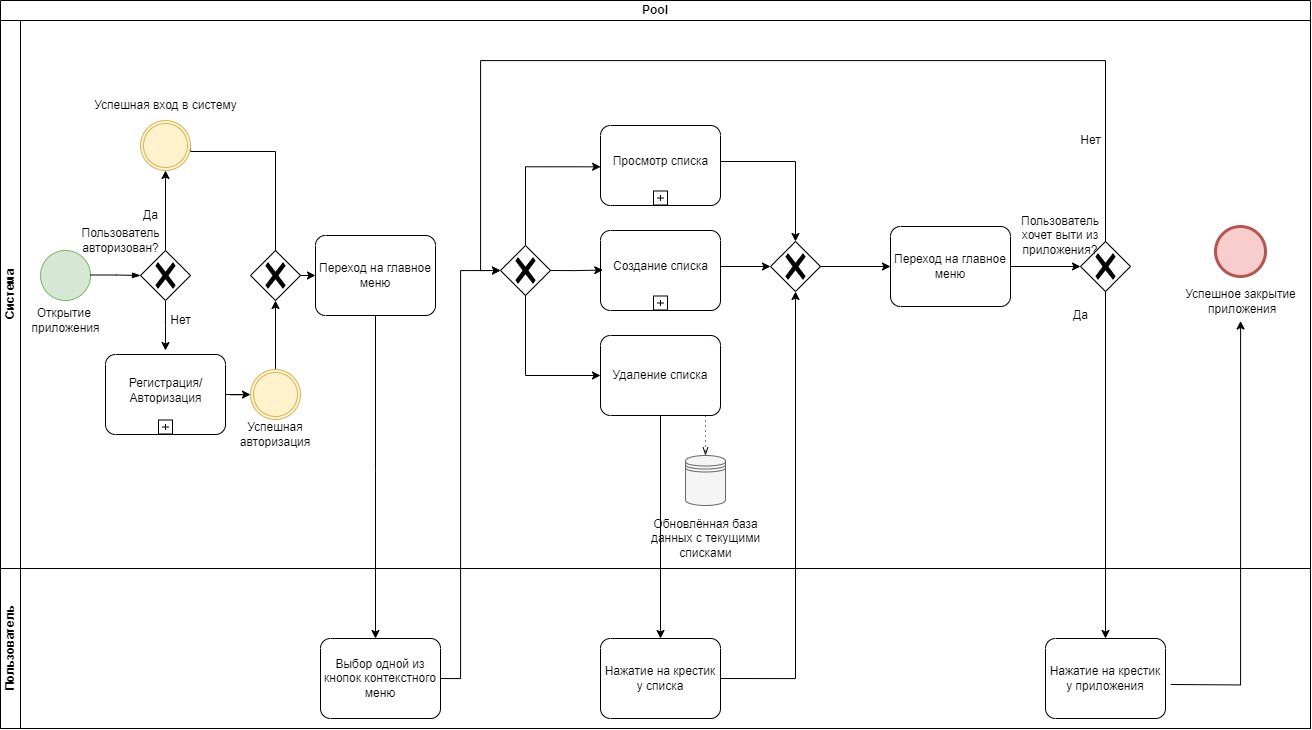 Pool
Система
Пользователь
Успешная вход в систему
Да
Пользователь
авторизован?
Открытие
приложения
Нет
Регистрация/
Авторизация
Успешная
авторизация
Переход на главное
меню
Просмотр списка
Создание списка
Удаление списка
Обновлённая база
данных с текущими
списками
Переход на главное
меню
Нет
Пользователь
хочет выти из
приложения?
Да
Успешное закрытие
приложения
Выбор одной из
кнопок контекстного
меню
Нажатие на крестик
у списка
Нажатие на крестик
у приложения